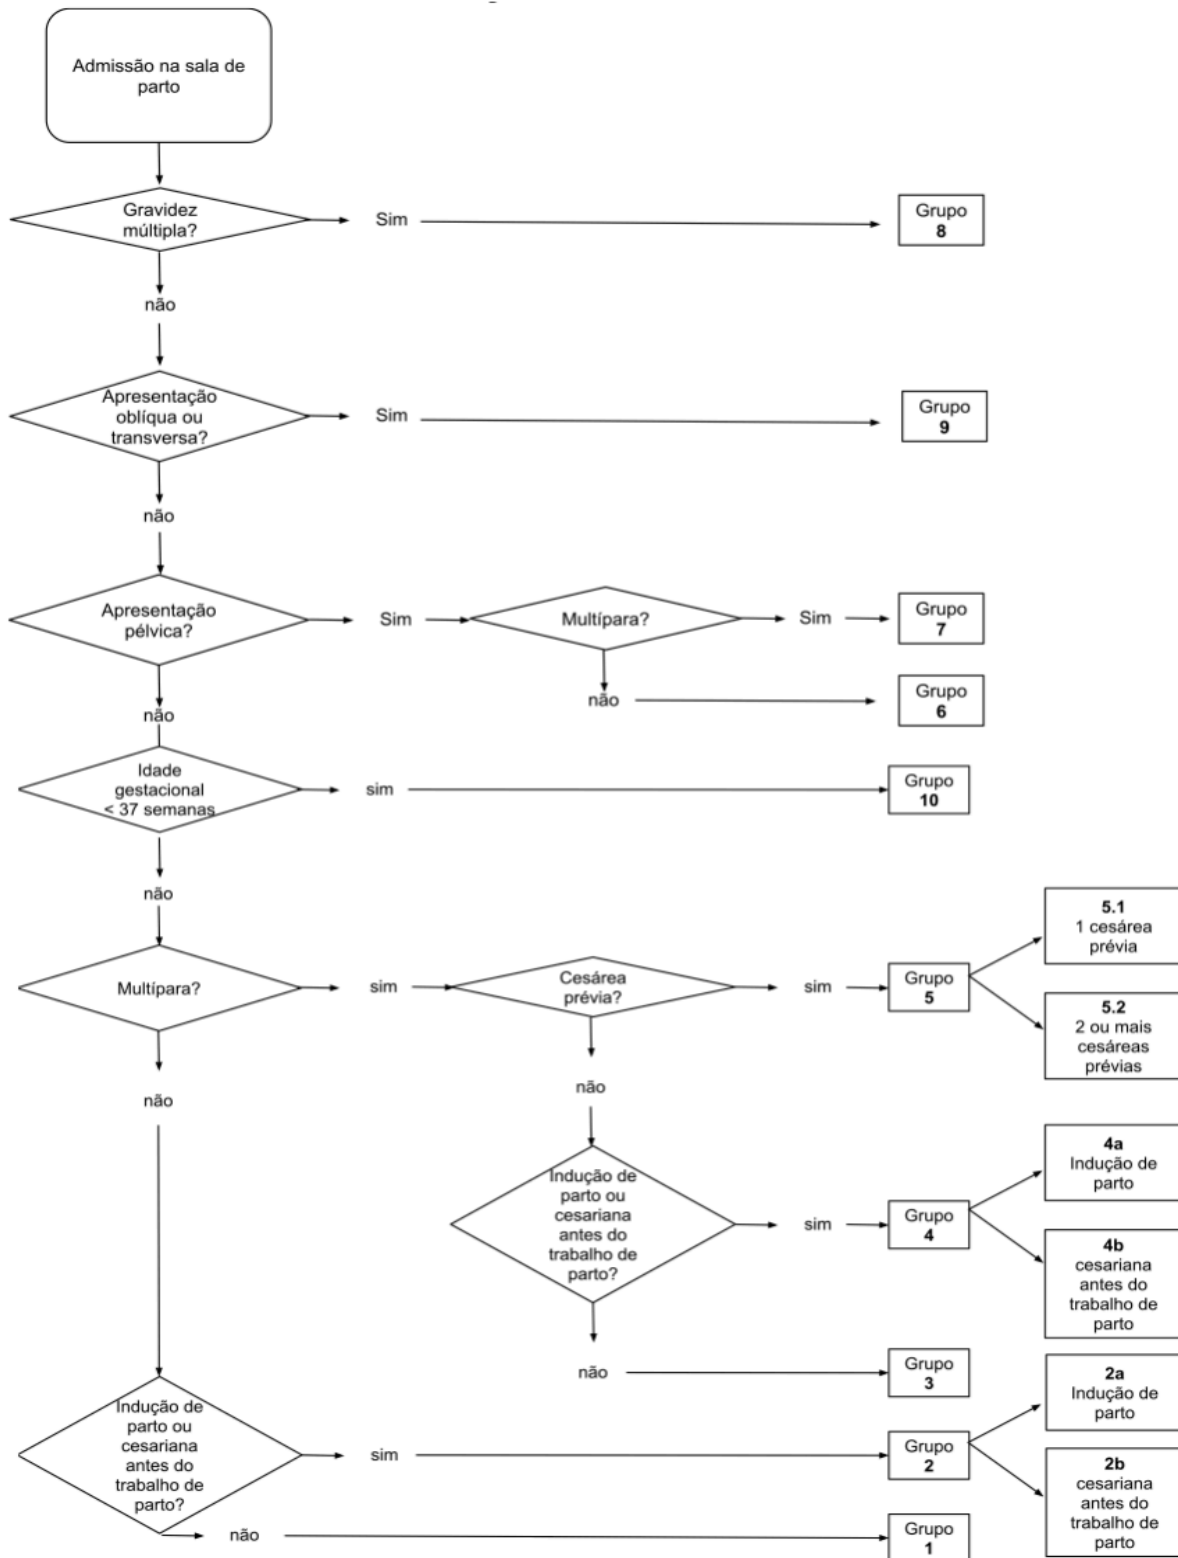 Admissão na sala de
parto
Gravidez
múltipla?
Sim
Grupo
8
não
Apresentação
oblíqua ou
transversa?
Sim
Grupo
9
não
Apresentação
pélvica?
Sim
Multípara?
Sim
Grupo
7
não
Grupo
6
não
Idade
gestacional
< 37 semanas
sim
Grupo
10
não
Multípara?
sim
Cesárea
prévia?
sim
Grupo
5
5.1
1 cesárea
prévia
5.2
2 ou mais
cesáreas
prévias
não
não
Indução de
parto ou
cesariana
antes do
trabalho de
parto?
sim
Grupo
4
4a
Indução de
parto
4b
cesariana
antes do
trabalho de
parto
não
Grupo
3
Indução de
parto ou
cesariana
antes do
trabalho de
parto?
sim
Grupo
2
2a
Indução de
parto
2b
cesariana
antes do
trabalho de
parto
não
Grupo
1